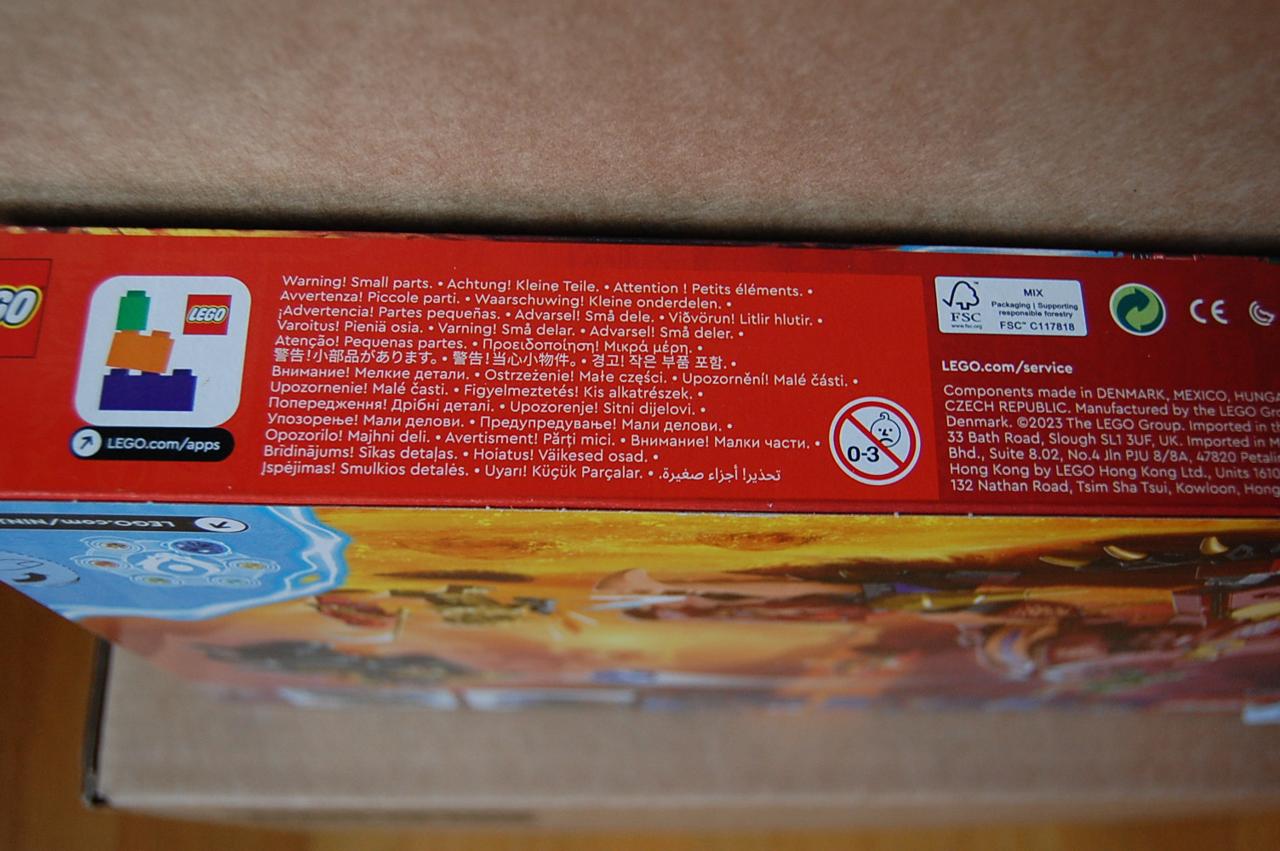 GO
LEGO
LEGO.com/apps
Warning! Small parts. • Achtung! Kleine Teile. • Attention ! Petits éléments. •
Avvertenza! Piccole parti. • Waarschuwing! Kleine onderdelen. •
¡Advertencia! Partes pequeñas. • Advarsel! Små dele. • Viðvörun! Litlir hlutir. •
Varoitus! Pieniä osia. • Varning! Små delar. • Advarsel! Små deler. •
Atenção! Pequenas partes. • Προειδοποίηση! Μικρά μέρη. •
警告!小部品があります。 • 警告!当心小物件。 • 경고! 작은 부품 포함. •
Внимание! Мелкие детали. • Ostrzeżenie! Małe części. • Upozornění! Malé části. •
Upozornenie! Malé časti. • Figyelmeztetés! Kis alkatrészek. •
Попередження! Дрібні деталі. • Upozorenje! Sitni dijelovi. •
Упозорење! Мали делови. • Предупредување! Мали делови. •
Opozorilo! Majhni deli. • Avertisment! Părți mici. • Внимание! Малки части. •
Brīdinājums! Sīkas detaļas. • Hoiatus! Väikesed osad. •
Įspėjimas! Smulkios detalės. • Uyarı! Küçük Parçalar. • تحذير! أجزاء صغيرة.
0-3
FSC
www.fsc.org
MIX
Packaging | Supporting
responsible forestry
FSC™ C117818
CE
LEGO.com/service
Components made in DENMARK, MEXICO, HUNGA
CZECH REPUBLIC. Manufactured by the LEGO Gr
Denmark. ©2023 The LEGO Group. Imported in th
33 Bath Road, Slough SL1 3UF, UK. Imported in M
Bhd., Suite 8.02, No.4 Jln PJU 8/8A, 47820 Petalin
Hong Kong by LEGO Hong Kong Ltd., Units 1610
132 Nathan Road, Tsim Sha Tsui, Kowloon, Hong
LEGO.com/NINJ